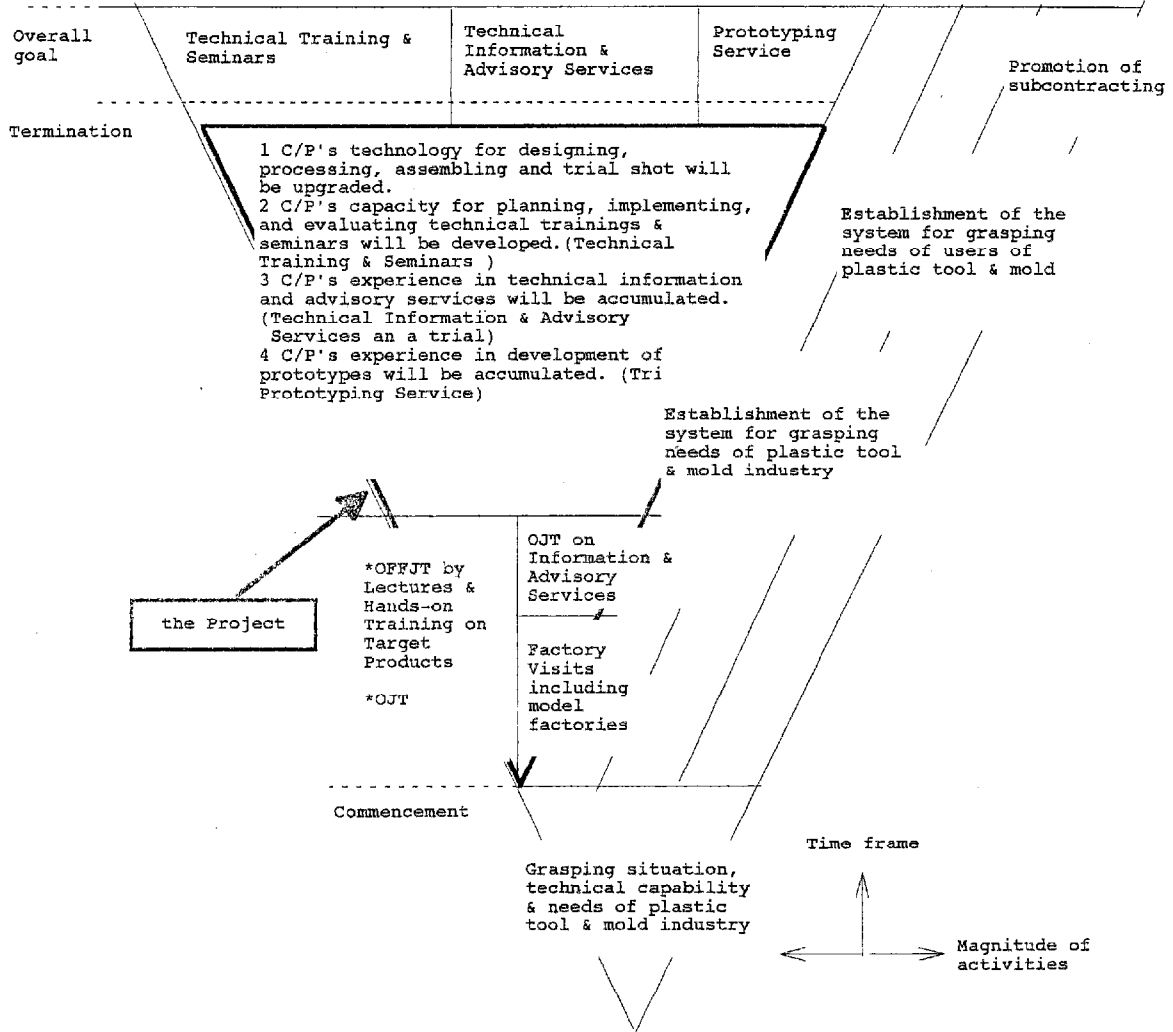 Overall
goal
Technical Training &
Seminars
Technical
Information &
Advisory Services
Prototyping
Service
Promotion of
subcontracting
Termination
1 C/P's technology for designing,
processing, assembling and trial shot will
be upgraded.
2 C/P's capacity for planning, implementing,
and evaluating technical trainings &
seminars will be developed.(Technical
Training & Seminars )
3 C/P's experience in technical information
and advisory services will be accumulated.
(Technical Information & Advisory
Services an a trial)
4 C/P's experience in development of
prototypes will be accumulated. (Tri
Prototyping Service)
Establishment of the
system for grasping
needs of users of
plastic tool & mold
Establishment of the
system for grasping
needs of plastic tool
& mold industry
the Project
*OFFJT by
Lectures &
Hands-on
Training on
Target
Products
*OJT
OJT on
Information &
Advisory
Services
Factory
Visits
including
model
factories
Commencement
Grasping situation,
technical capability
& needs of plastic
tool & mold industry
Time frame
Magnitude of
activities